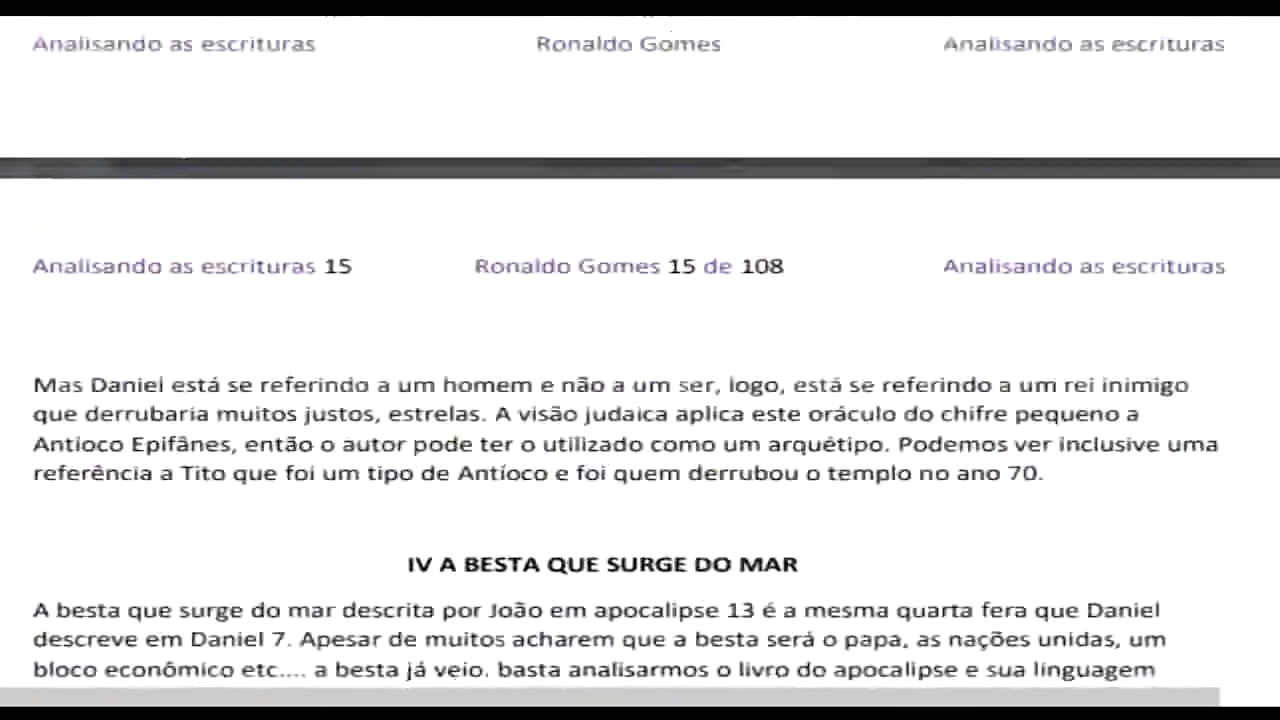 Analisando as escrituras Ronaldo Gomes Analisando as escrituras
Analisando as escrituras 15 Ronaldo Gomes 15 de 108 Analisando as escrituras
Mas Daniel está se referindo a um homem e não a um ser, logo, está se referindo a um rei inimigo
que derrubaria muitos justos, estrelas. A visão judaica aplica este oráculo do chifre pequeno a
Antíoco Epifânes, então o autor pode ter o utilizado como um arquétipo. Podemos ver inclusive uma
referência a Tito que foi um tipo de Antíoco e foi quem derrubou o templo no ano 70.
IV A BESTA QUE SURGE DO MAR
A besta que surge do mar descrita por João em apocalipse 13 é a mesma quarta fera que Daniel
descreve em Daniel 7. Apesar de muitos acharem que a besta será o papa, as nações unidas, um
bloco econômico etc.... a besta já veio. basta analisarmos o livro do apocalipse e sua linguagem